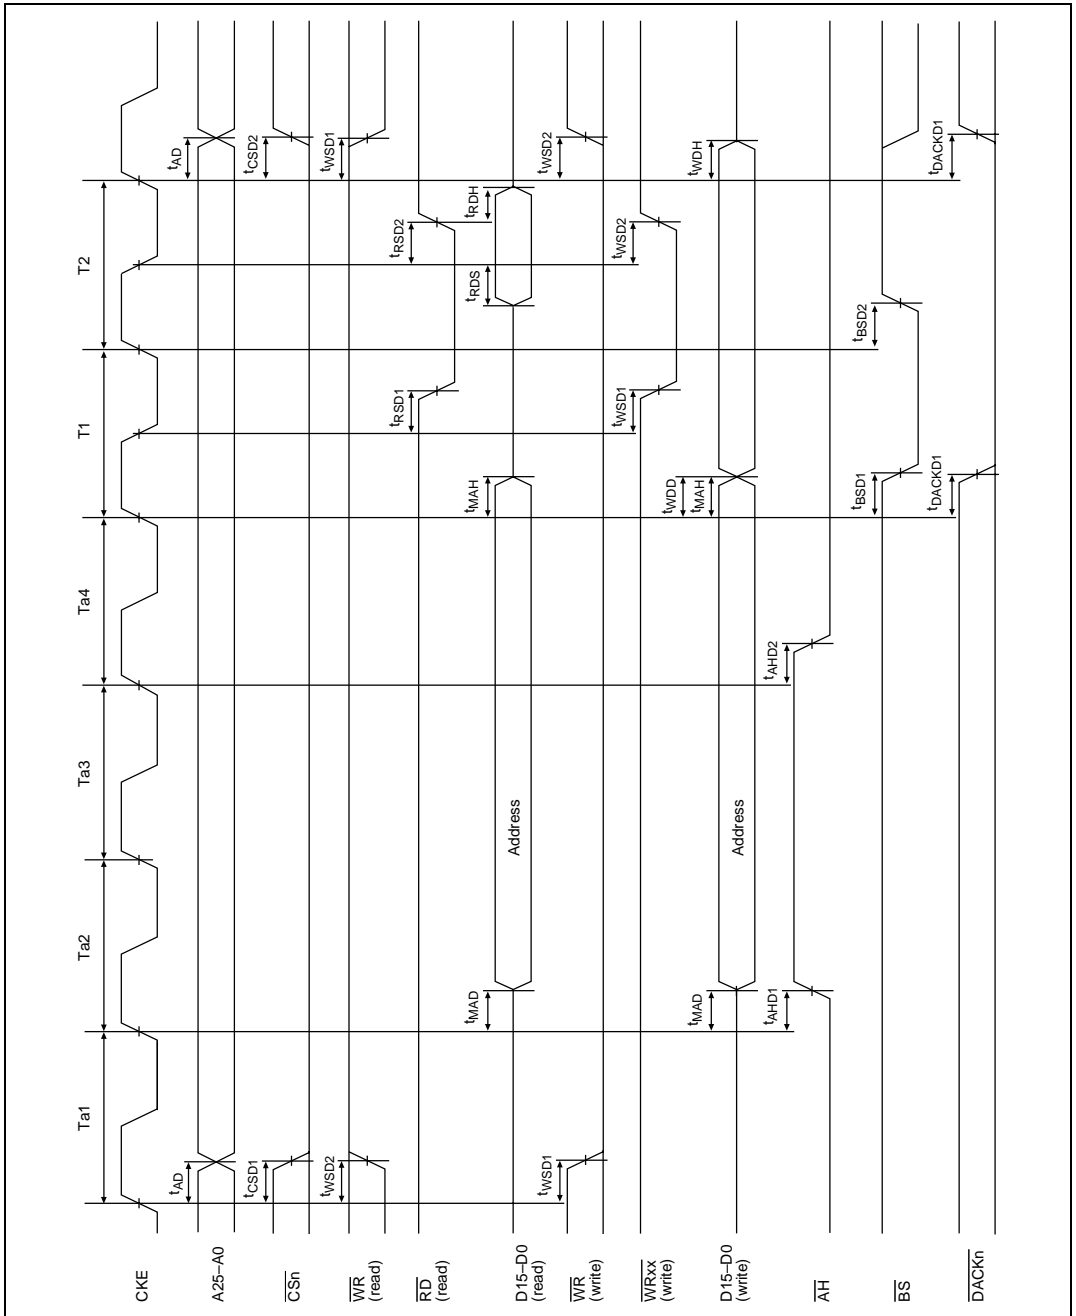 Ta1
Ta2
Ta3
Ta4
T1
T2
CKE
A25–A0
tAD
tAD
CSn
tCSD1
tCSD2
WR
(read)
tWSD2
tWSD1
RD
(read)
tRSD1
tRSD2
D15–D0
(read)
tMAD
Address
tMAH
tRDS
tRDH
WR
(write)
tWSD1
tWSD2
WRxx
(write)
tWSD1
tWSD2
D15–D0
(write)
tMAD
Address
tWDD
tMAH
tWDH
AH
tAHD1
tAHD2
BS
tBSD1
tBSD2
DACKn
tDACKD1
tDACKD1